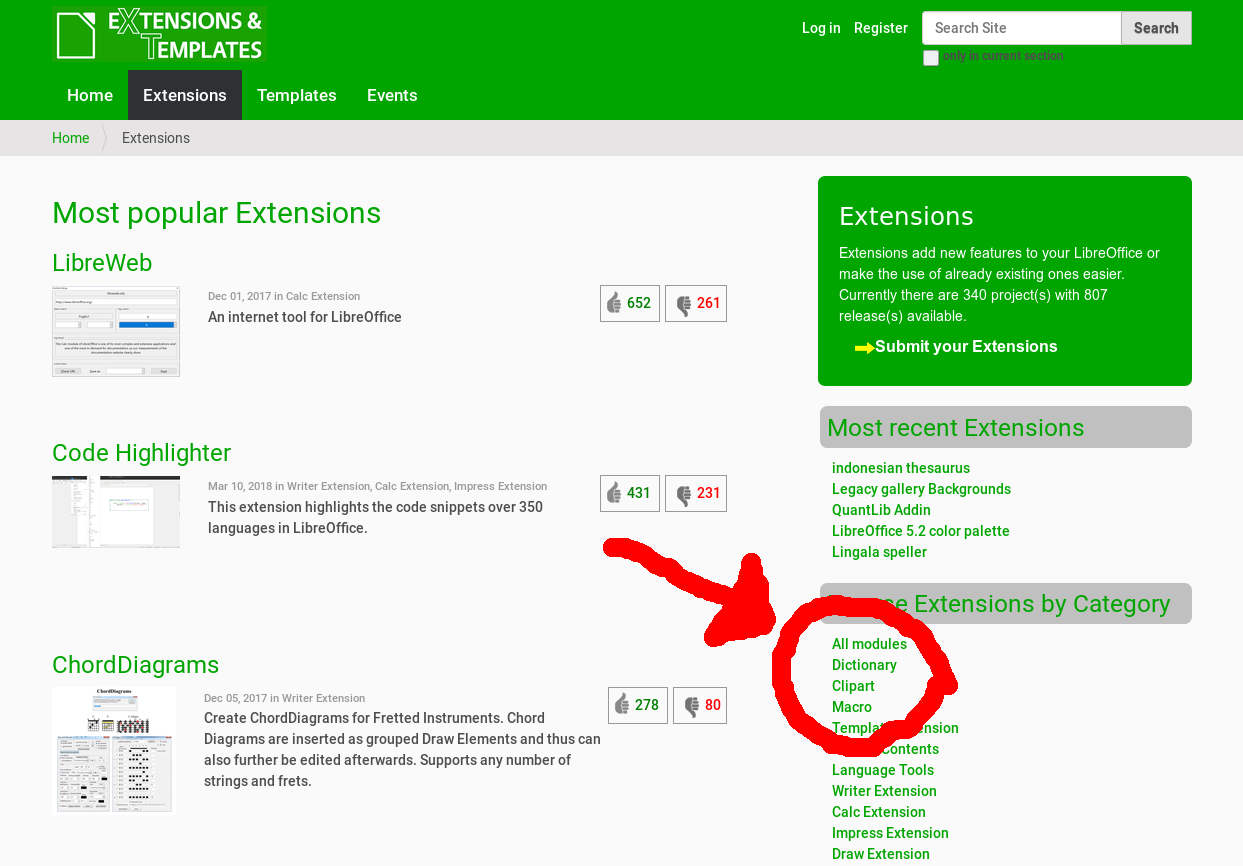 EXTENSIONS &
TEMPLATES
Log in Register Search Site Search
only in current section
Home Extensions Templates Events
Home Extensions
Most popular Extensions
LibreWeb
Dec 01, 2017 in Calc Extension
An internet tool for LibreOffice
652 261
Code Highlighter
Mar 10, 2018 in Writer Extension, Calc Extension, Impress Extension
This extension highlights the code snippets over 350
languages in LibreOffice.
431 231
ChordDiagrams
ChordDiagrams
Dec 05, 2017 in Writer Extension
Create ChordDiagrams for Fretted Instruments. Chord
Diagrams are inserted as grouped Draw Elements and thus can
also further be edited afterwards. Supports any number of
strings and frets.
278 80
Extensions
Extensions add new features to your LibreOffice or
make the use of already existing ones easier.
Currently there are 340 project(s) with 807
release(s) available.
Submit your Extensions
Most recent Extensions
indonesian thesaurus
Legacy gallery Backgrounds
QuantLib Addin
LibreOffice 5.2 color palette
Lingala speller
Extensions by Category
All modules
Dictionary
Clipart
Macro
Template Extension
Contents
Language Tools
Writer Extension
Calc Extension
Impress Extension
Draw Extension